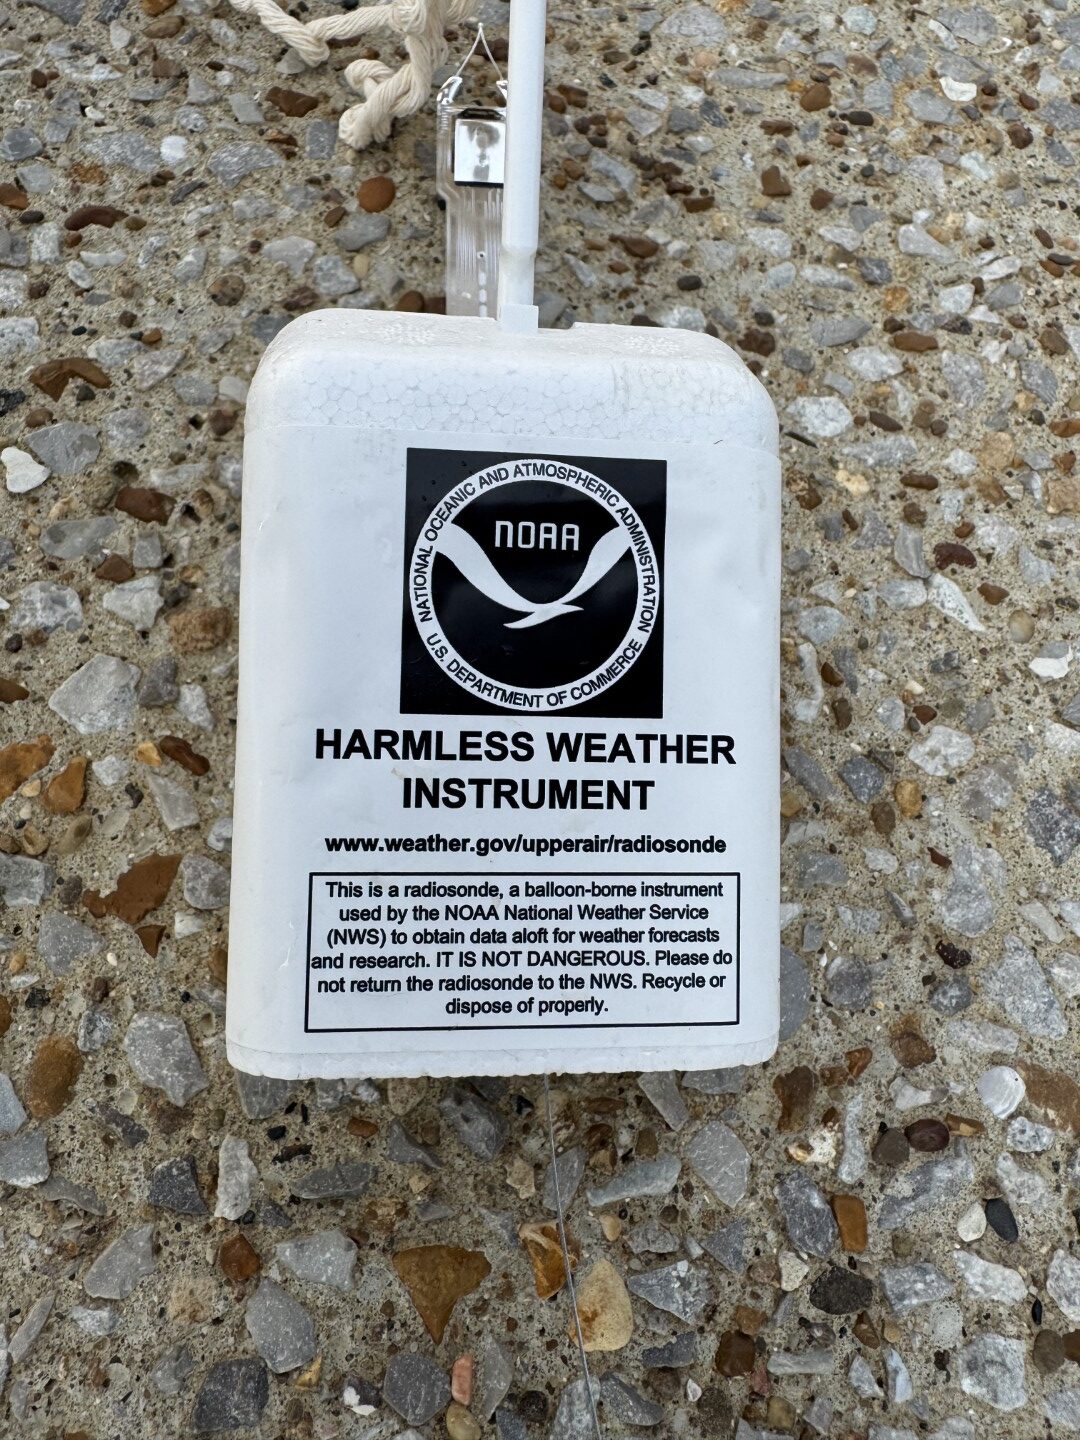 NATIONAL OCEANIC AND ATMOSPHERIC ADMINISTRATION
NOAA
U.S. DEPARTMENT OF COMMERCE
HARMLESS WEATHER
INSTRUMENT
www.weather.gov/upperair/radiosonde
This is a radiosonde, a balloon-borne instrument
used by the NOAA National Weather Service
(NWS) to obtain data aloft for weather forecasts
and research. IT IS NOT DANGEROUS. Please do
not return the radiosonde to the NWS. Recycle or
dispose of properly.